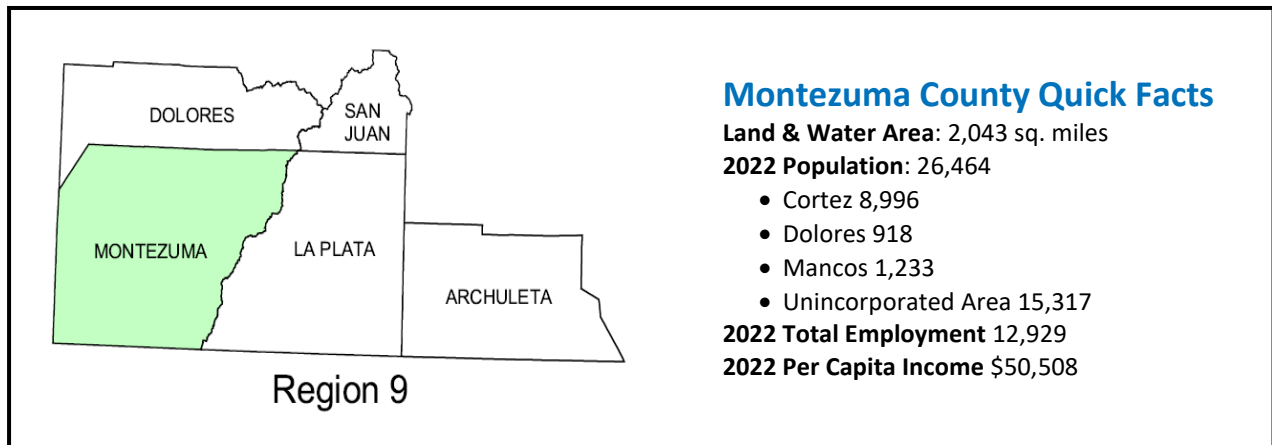 DOLORES
SAN
JUAN
MONTEZUMA
LA PLATA
ARCHULETA
Region 9
Montezuma County Quick Facts
Land & Water Area: 2,043 sq. miles
2022 Population: 26,464
• Cortez 8,996
• Dolores 918
• Mancos 1,233
• Unincorporated Area 15,317
2022 Total Employment 12,929
2022 Per Capita Income $50,508